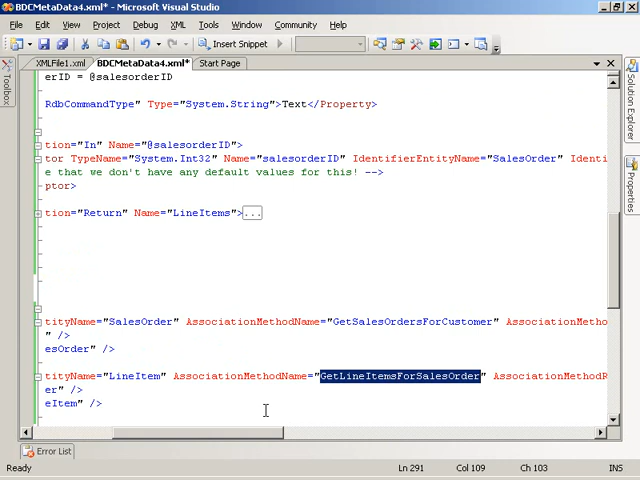 BDCMetaData4.xml* - Microsoft Visual Studio
File Edit View Project Debug XML Tools Window Community Help
Insert Snippet
XMLFile1.xml BDCMetaData4.xml* Start Page
Toolbox
Solution Explorer
Properties
erID = @salesorderID
RdbCommandType" Type="System.String">Text</Property>
tion="In" Name="@salesorderID">
tor TypeName="System.Int32" Name="salesorderID" IdentifierEntityName="SalesOrder" Identi
e that we don't have any default values for this! -->
ptor>
tion="Return" Name="LineItems">...
tityName="SalesOrder" AssociationMethodName="GetSalesOrdersForCustomer" AssociationMetho
" />
esOrder" />
tityName="LineItem" AssociationMethodName="GetLineItemsForSalesOrder" AssociationMethodR
er" />
eItem" />
Error List
Ready Ln 291 Col 109 Ch 103 INS